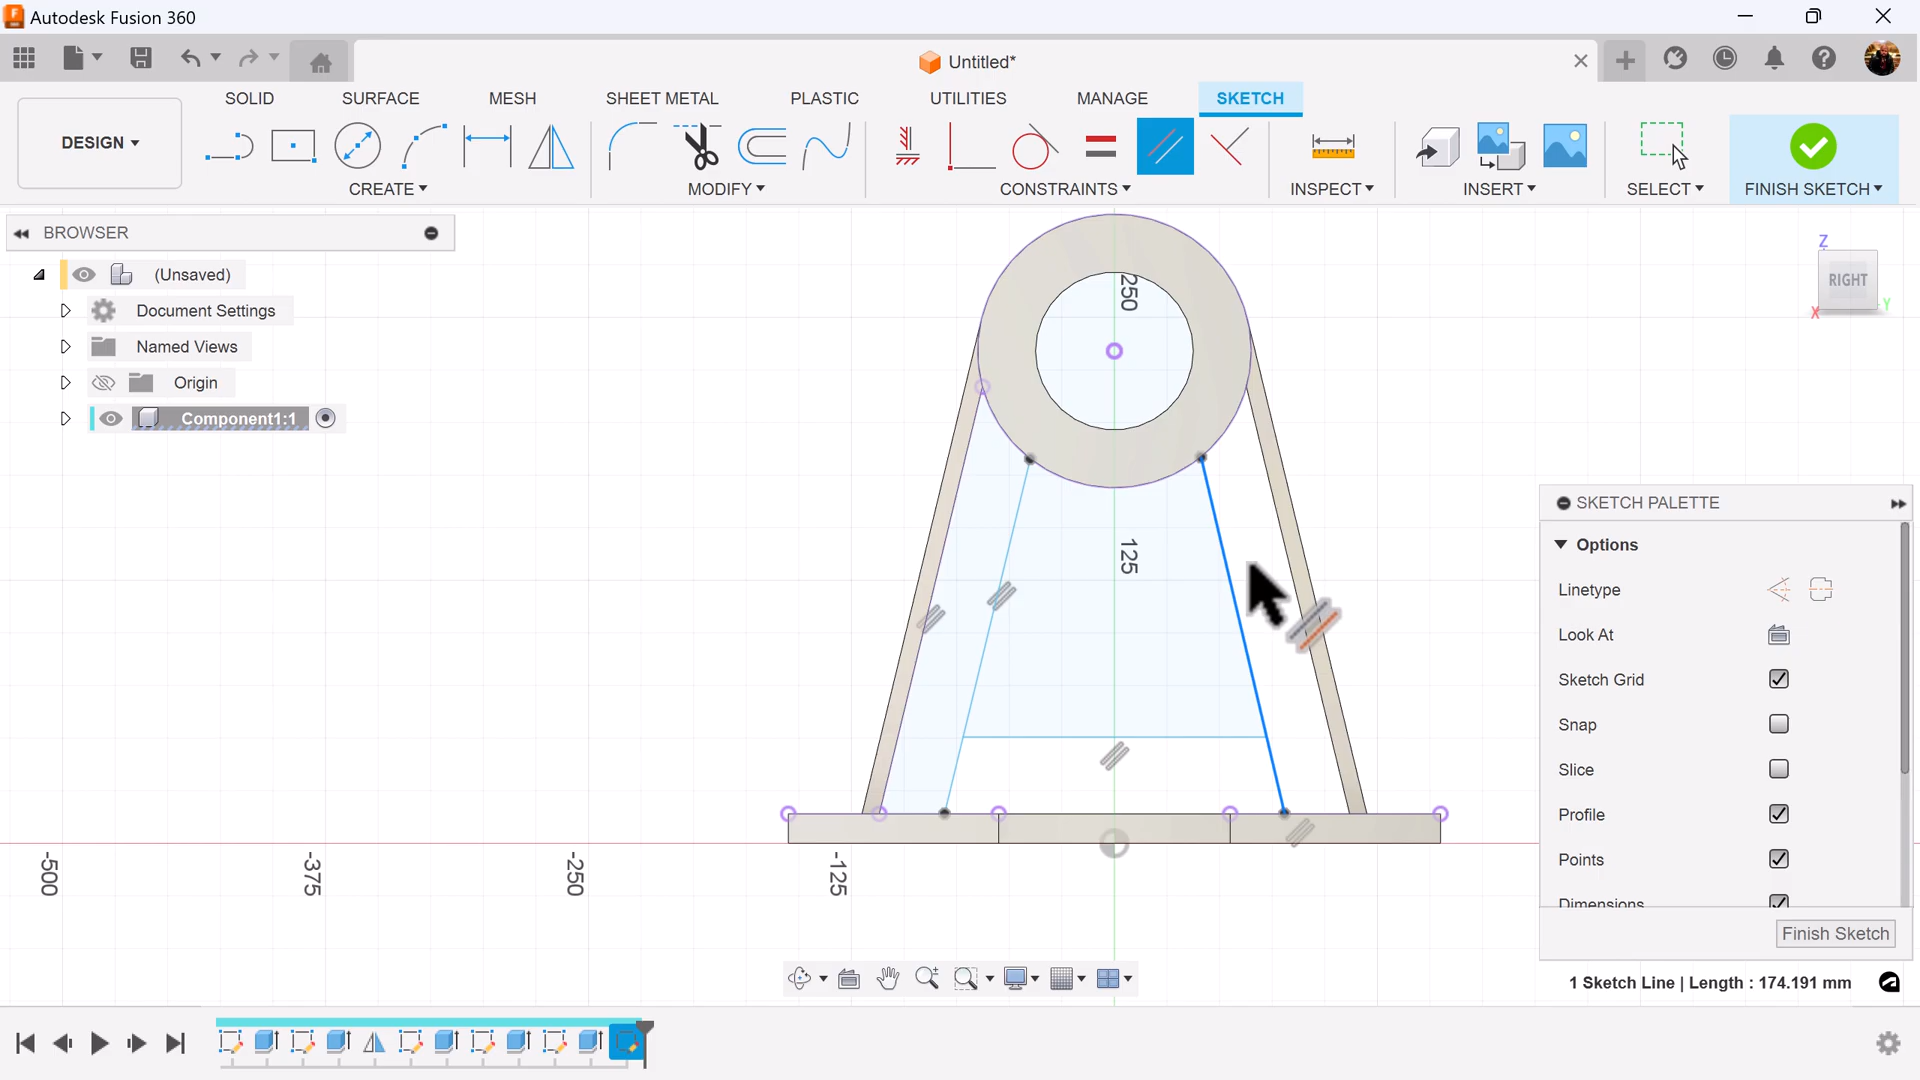 Autodesk Fusion 360
Untitled*
SOLID SURFACE MESH SHEET METAL PLASTIC UTILITIES MANAGE SKETCH
DESIGN
CREATE MODIFY CONSTRAINTS INSPECT INSERT SELECT FINISH SKETCH
BROWSER
(Unsaved)
Document Settings
Named Views
Origin
Component1:1
Z
RIGHT
X
Y
250
125
-500
-375
-250
-125
SKETCH PALETTE
Options
Linetype
Look At
Sketch Grid
Snap
Slice
Profile
Points
Dimensions
Finish Sketch
1 Sketch Line | Length : 174.191 mm